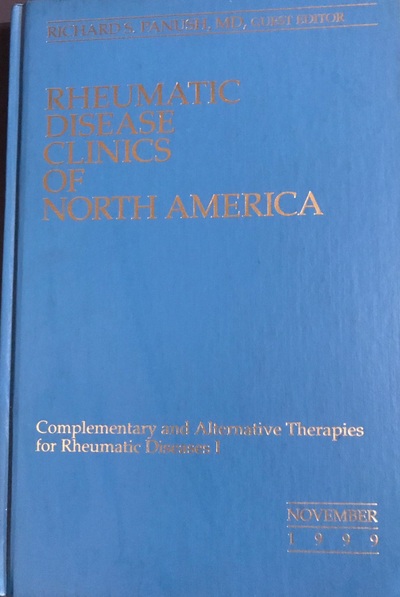 RICHARD S. PANUSH, MD, GUEST EDITOR
RHEUMATIC
DISEASE
CLINICS
OF
NORTH AMERICA
Complementary and Alternative Therapies
for Rheumatic Diseases I
NOVEMBER
1999